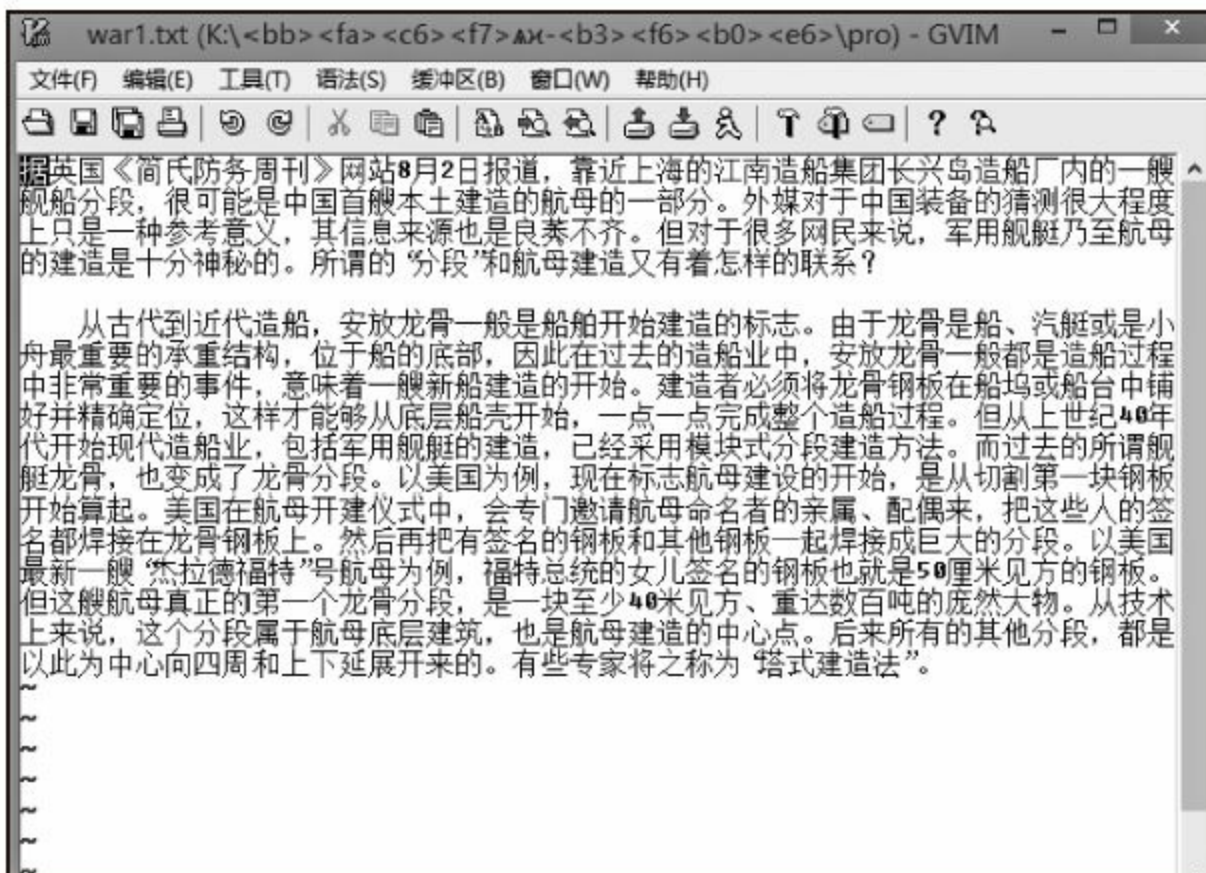 war1.txt (K:\<bb><fa><c6><f7>ѧϰ-<b3><f6><b0><e6>\pro) - GVIM
文件(F) 编辑(E) 工具(T) 语法(S) 缓冲区(B) 窗口(W) 帮助(H)
据英国《简氏防务周刊》网站8月2日报道，靠近上海的江南造船集团长兴岛造船厂内的一艘
舰船分段，很可能是中国首艘本土建造的航母的一部分。外媒对于中国装备的猜测很大程度
上只是一种参考意义，其信息来源也是良莠不齐。但对于很多网民来说，军用舰艇乃至航母
的建造是十分神秘的。所谓的“分段”和航母建造又有着怎样的联系？
从古代到近代造船，安放龙骨一般是船舶开始建造的标志。由于龙骨是船、汽艇或是小
舟最重要的承重结构，位于船的底部，因此在过去的造船业中，安放龙骨一般都是造船过程
中非常重要的事件，意味着一艘新船建造的开始。建造者必须将龙骨钢板在船坞或船台中铺
好并精确定位，这样才能够从底层船壳开始，一点一点完成整个造船过程。但从上世纪40年
代开始现代造船业，包括军用舰艇的建造，已经采用模块式分段建造方法。而过去的所谓舰
艇龙骨，也变成了龙骨分段。以美国为例，现在标志航母建设的开始，是从切割第一块钢板
开始算起。美国在航母开建仪式中，会专门邀请航母命名者的亲属、配偶来，把这些人的签
名都焊接在龙骨钢板上。然后再把有签名的钢板和其他钢板一起焊接成巨大的分段。以美国
最新一艘“杰拉德福特”号航母为例，福特总统的女儿签名的钢板也就是50厘米见方的钢板。
但这艘航母真正的第一个龙骨分段，是一块至少40米见方、重达数百吨的庞然大物。从技术
上来说，这个分段属于航母底层建筑，也是航母建造的中心点。后来所有的其他分段，都是
以此为中心向四周和上下延展开来的。有些专家将之称为“塔式建造法”。
~
~
~
~
~
~
~